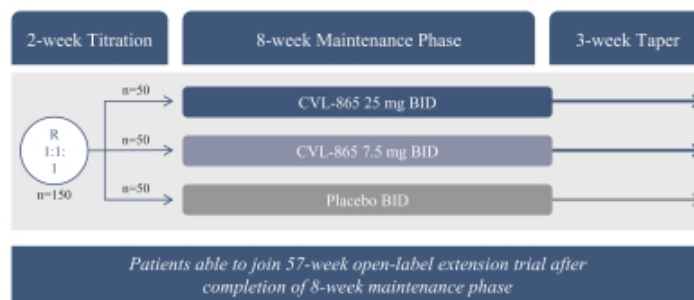 2-week Titration
8-week Maintenance Phase
3-week Taper
n=50
CVL-865 25 mg BID
R
1:1:
1
n=50
CVL-865 7.5 mg BID
n=150
n=50
Placebo BID
Patients able to join 57-week open-label extension trial after
completion of 8-week maintenance phase